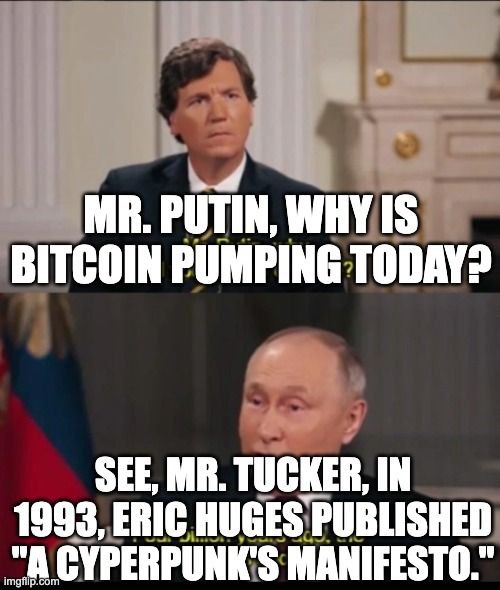 MR. PUTIN, WHY IS
BITCOIN PUMPING TODAY?
SEE, MR. TUCKER, IN
1993, ERIC HUGES PUBLISHED
"A CYPERPUNK'S MANIFESTO."
imgflip.com